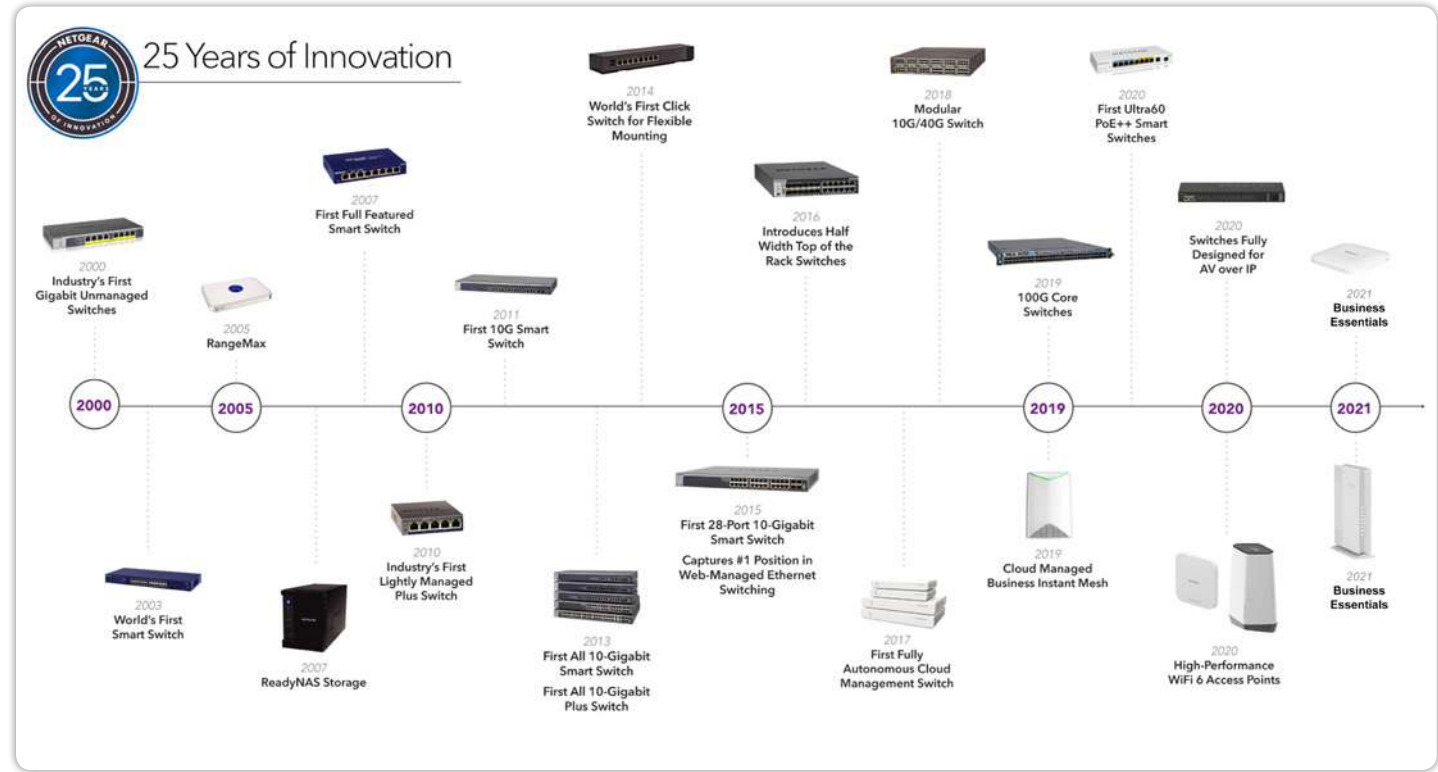 NETGEAR
25
YEARS
OF INNOVATION
25 Years of Innovation
2000
Industry's First
Gigabit Unmanaged
Switches
2005
RangeMax
2007
First Full Featured
Smart Switch
2011
First 10G Smart
Switch
2014
World's First Click
Switch for Flexible
Mounting
2016
Introduces Half
Width Top of the
Rack Switches
2018
Modular
10G/40G Switch
2019
100G Core
Switches
2020
First Ultra60
PoE++ Smart
Switches
2020
Switches Fully
Designed for
AV over IP
2021
Business
Essentials
2000
2005
2010
2015
2019
2020
2021
2003
World's First
Smart Switch
2007
ReadyNAS Storage
2010
Industry's First
Lightly Managed
Plus Switch
2013
First All 10-Gigabit
Smart Switch
First All 10-Gigabit
Plus Switch
2015
First 28-Port 10-Gigabit
Smart Switch
Captures #1 Position in
Web-Managed Ethernet
Switching
2017
First Fully
Autonomous Cloud
Management Switch
2019
Cloud Managed
Business Instant Mesh
2020
High-Performance
WiFi 6 Access Points
2021
Business
Essentials